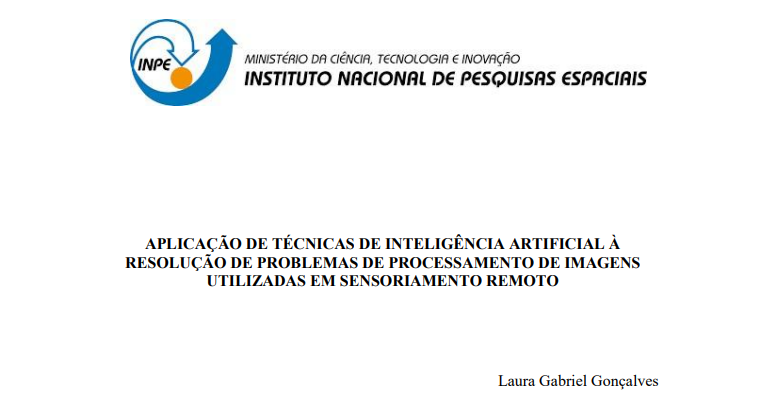 INPE
MINISTÉRIO DA CIÊNCIA, TECNOLOGIA E INOVAÇÃO
INSTITUTO NACIONAL DE PESQUISAS ESPACIAIS
APLICAÇÃO DE TÉCNICAS DE INTELIGÊNCIA ARTIFICIAL À
RESOLUÇÃO DE PROBLEMAS DE PROCESSAMENTO DE IMAGENS
UTILIZADAS EM SENSORIAMENTO REMOTO
Laura Gabriel Gonçalves